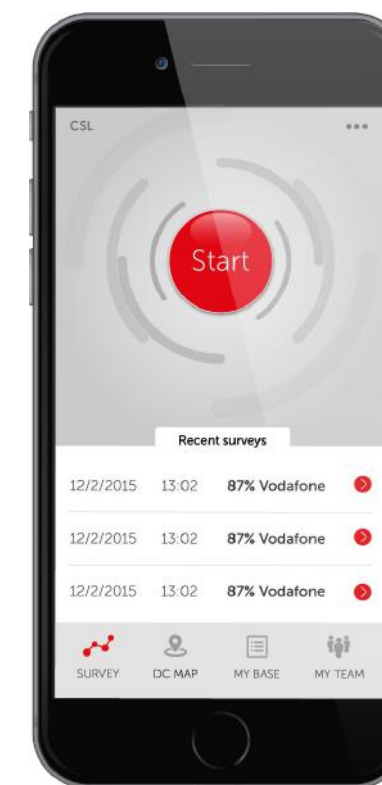 CSL
Start
Recent surveys
12/2/2015 13:02 87% Vodafone
12/2/2015 13:02 87% Vodafone
12/2/2015 13:02 87% Vodafone
SURVEY DC MAP MY BASE MY TEAM